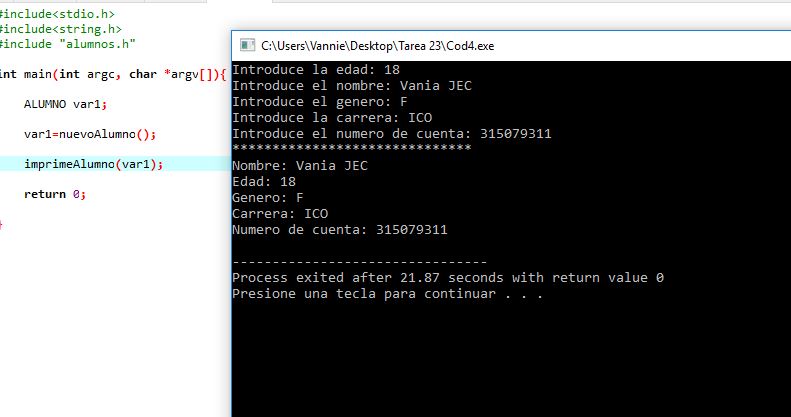 #include<stdio.h>
#include<string.h>
#include "alumnos.h"
int main(int argc, char *argv[]){
ALUMNO var1;
var1=nuevoAlumno();
imprimeAlumno(var1);
return 0;
}
C:\Users\Vannie\Desktop\Tarea 23\Cod4.exe
Introduce la edad: 18
Introduce el nombre: Vania JEC
Introduce el genero: F
Introduce la carrera: ICO
Introduce el numero de cuenta: 315079311
******************************
Nombre: Vania JEC
Edad: 18
Genero: F
Carrera: ICO
Numero de cuenta: 315079311
--------------------------------
Process exited after 21.87 seconds with return value 0
Presione una tecla para continuar . . .